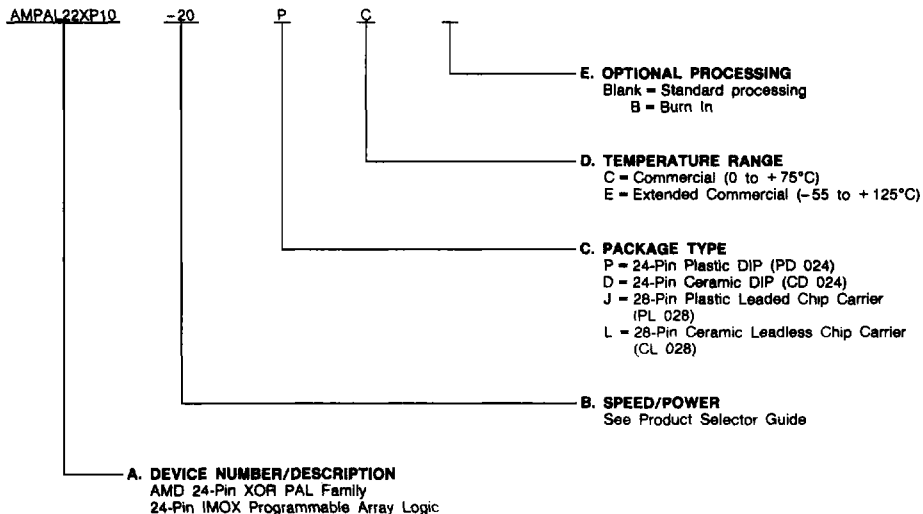 AMPAL22XP10 -20 P C
E. OPTIONAL PROCESSING
Blank = Standard processing
B = Burn In
D. TEMPERATURE RANGE
C = Commercial (0 to +75°C)
E = Extended Commercial (-55 to +125°C)
C. PACKAGE TYPE
P = 24-Pin Plastic DIP (PD 024)
D = 24-Pin Ceramic DIP (CD 024)
J = 28-Pin Plastic Leaded Chip Carrier
(PL 028)
L = 28-Pin Ceramic Leadless Chip Carrier
(CL 028)
B. SPEED/POWER
See Product Selector Guide
A. DEVICE NUMBER/DESCRIPTION
AMD 24-Pin XOR PAL Family
24-Pin IMOX Programmable Array Logic